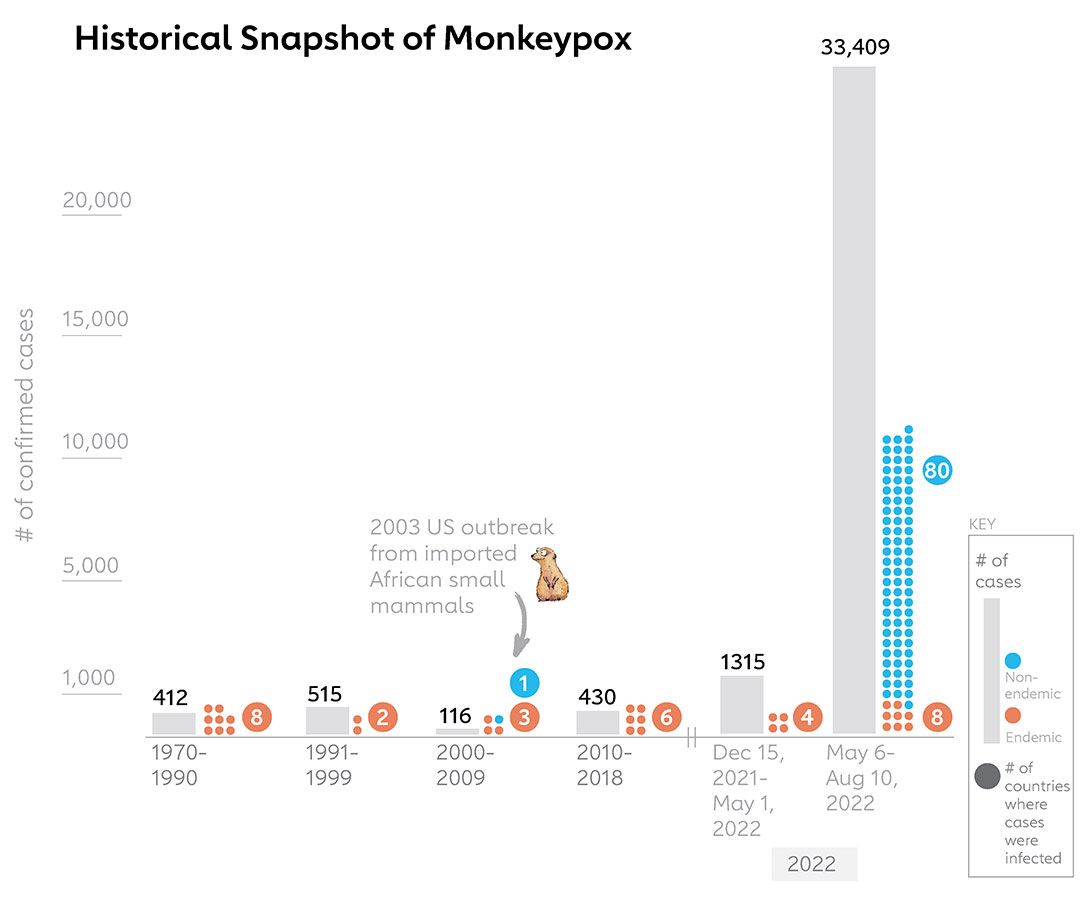 Historical Snapshot of Monkeypox
33,409
20,000
15,000
10,000
5,000
1,000
# of confirmed cases
80
2003 US outbreak
from imported
African small
mammals
412
8
515
2
116
1
3
430
6
1315
4
8
1970–
1990
1991–
1999
2000–
2009
2010–
2018
Dec 15,
2021–
May 1,
2022
May 6–
Aug 10,
2022
2022
KEY
# of
cases
Non-
endemic
Endemic
# of
countries
where
cases
were
infected